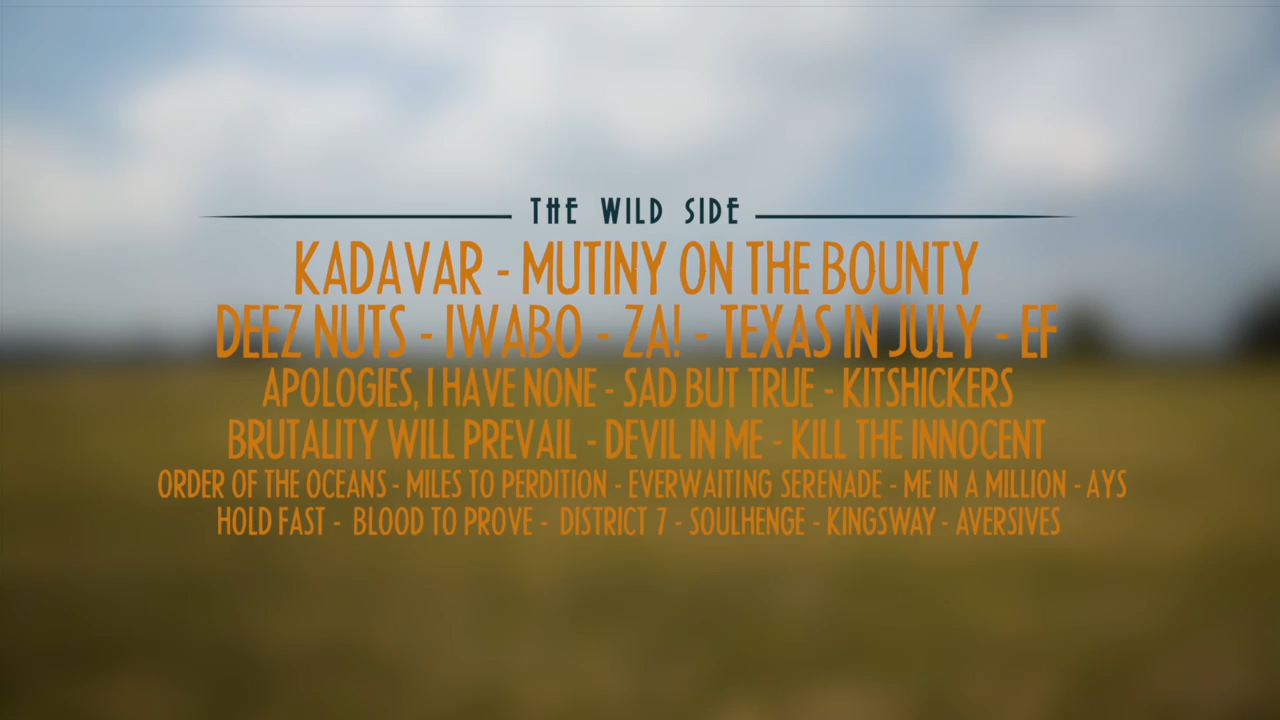 THE WILD SIDE
KADAVAR - MUTINY ON THE BOUNTY
DEEZ NUTS - IWABO - ZA! - TEXAS IN JULY - EF
APOLOGIES, I HAVE NONE - SAD BUT TRUE - KITSHICKERS
BRUTALITY WILL PREVAIL - DEVIL IN ME - KILL THE INNOCENT
ORDER OF THE OCEANS - MILES TO PERDITION - EVERWAITING SERENADE - ME IN A MILLION - AYS
HOLD FAST - BLOOD TO PROVE - DISTRICT 7 - SOULHENGE - KINGSWAY - AVERSIVES